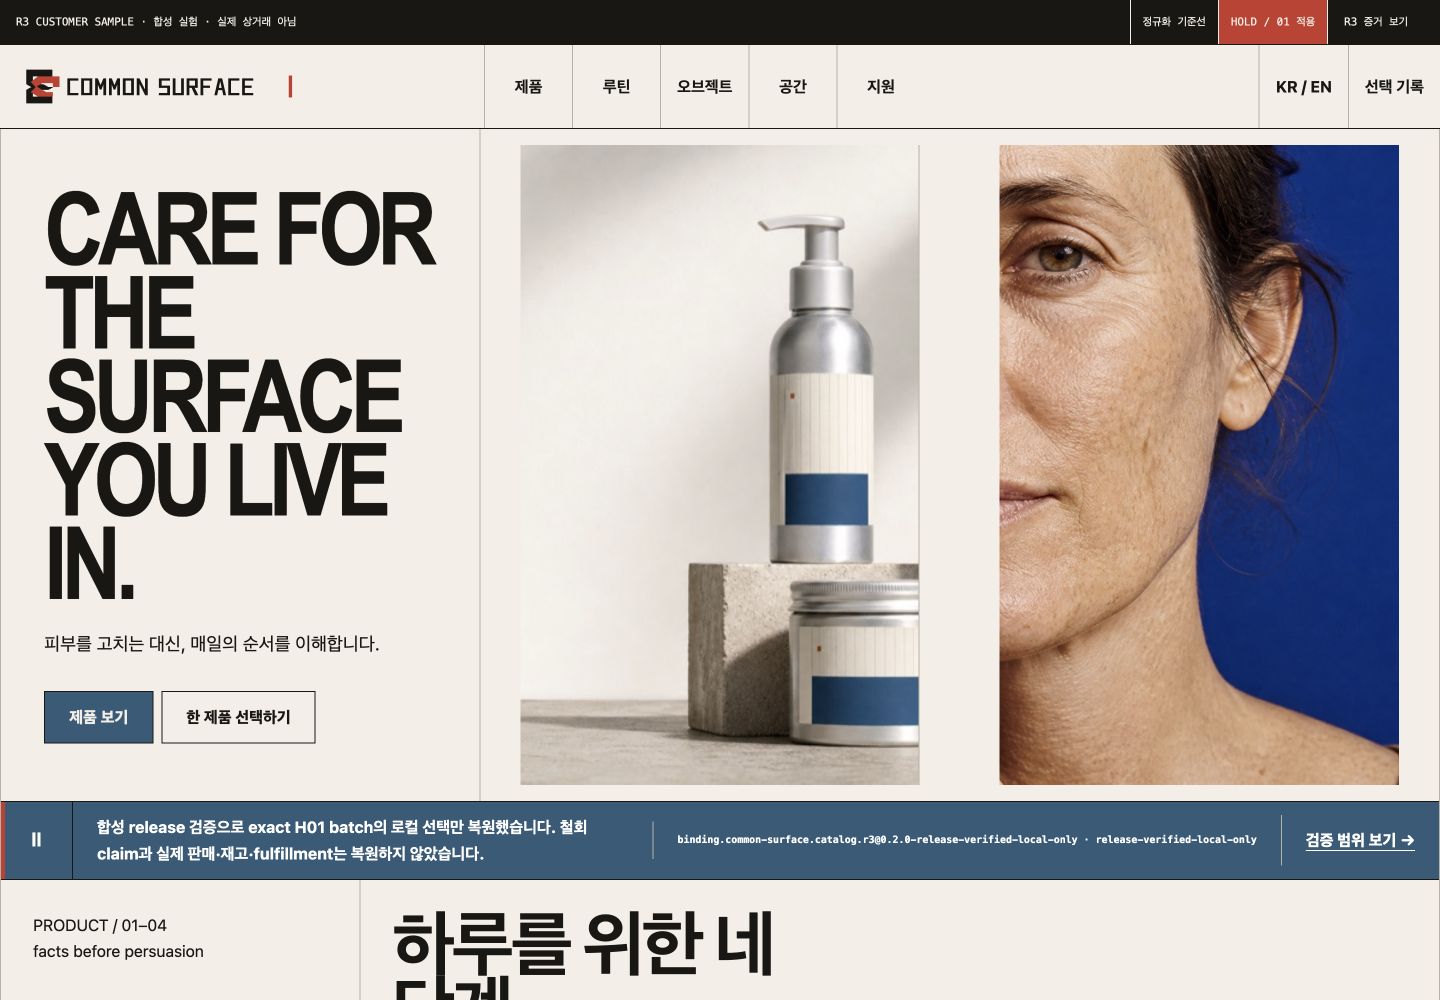 R3 CUSTOMER SAMPLE · 합성 실험 · 실제 상거래 아님
정규화 기준선
HOLD / 01 적용
R3 증거 보기
COMMON SURFACE
제품
루틴
오브젝트
공간
지원
KR / EN
선택 기록
CARE FOR
THE
SURFACE
YOU LIVE
IN.
피부를 고치는 대신, 매일의 순서를 이해합니다.
제품 보기
한 제품 선택하기
합성 release 검증으로 exact H01 batch의 로컬 선택만 복원했습니다. 철회
claim과 실제 판매·재고·fulfillment는 복원하지 않았습니다.
binding.common-surface.catalog.r3@0.2.0-release-verified-local-only · release-verified-local-only
검증 범위 보기 →
PRODUCT / 01–04
facts before persuasion
하루를 위한 네
단계